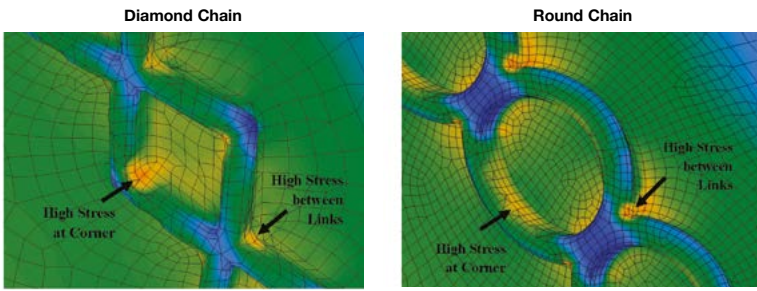 Diamond Chain
High Stress
at Corner
High Stress
between
Links
Round Chain
High Stress
at Corner
High Stress
between
Links